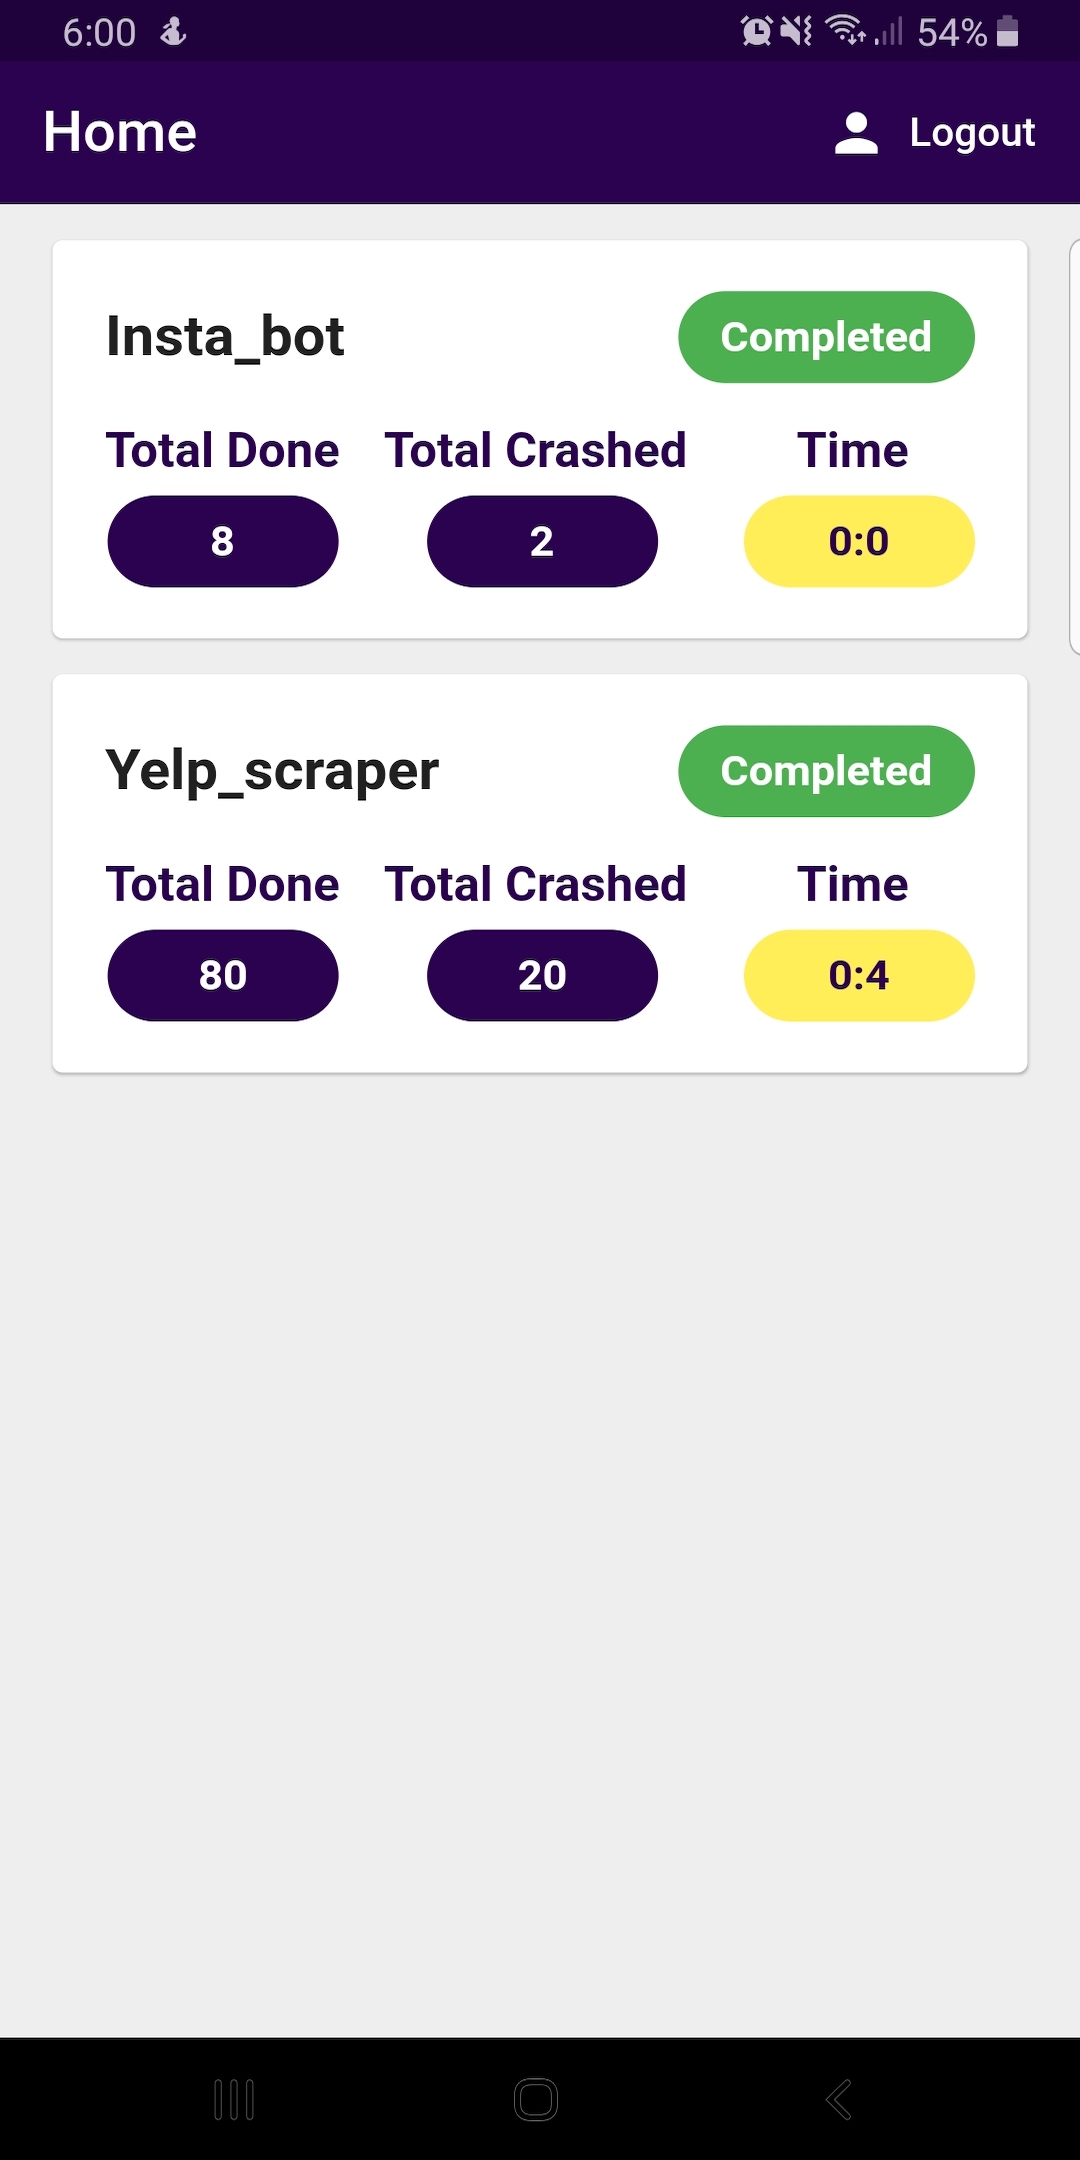 6:00 54%
Home Logout
Insta_bot Completed
Total Done Total Crashed Time
8 2 0:0
Yelp_scraper Completed
Total Done Total Crashed Time
80 20 0:4